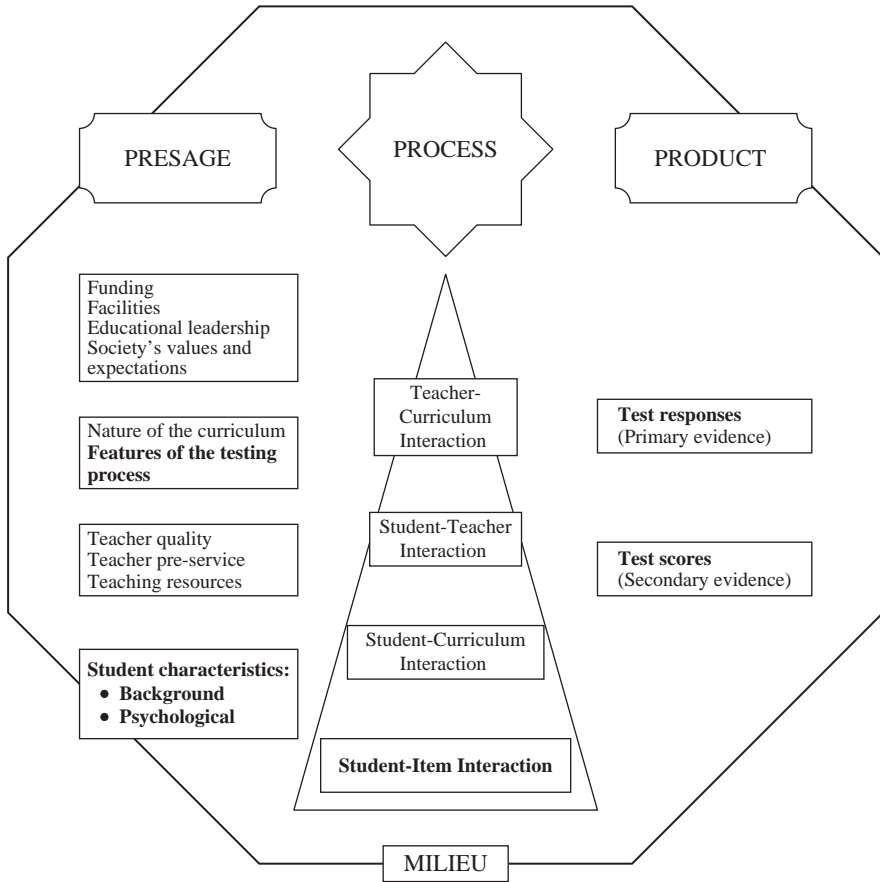 PRESAGE
PROCESS
PRODUCT
Funding
Facilities
Educational leadership
Society’s values and
expectations
Nature of the curriculum
Features of the testing
process
Teacher quality
Teacher pre-service
Teaching resources
Student characteristics:
• Background
• Psychological
Teacher-
Curriculum
Interaction
Student-Teacher
Interaction
Student-Curriculum
Interaction
Student-Item Interaction
Test responses
(Primary evidence)
Test scores
(Secondary evidence)
MILIEU